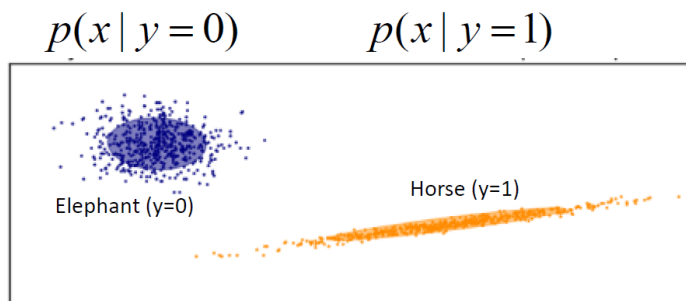 p(x | y = 0) p(x | y = 1)
Horse (y=1)
Elephant (y=0)